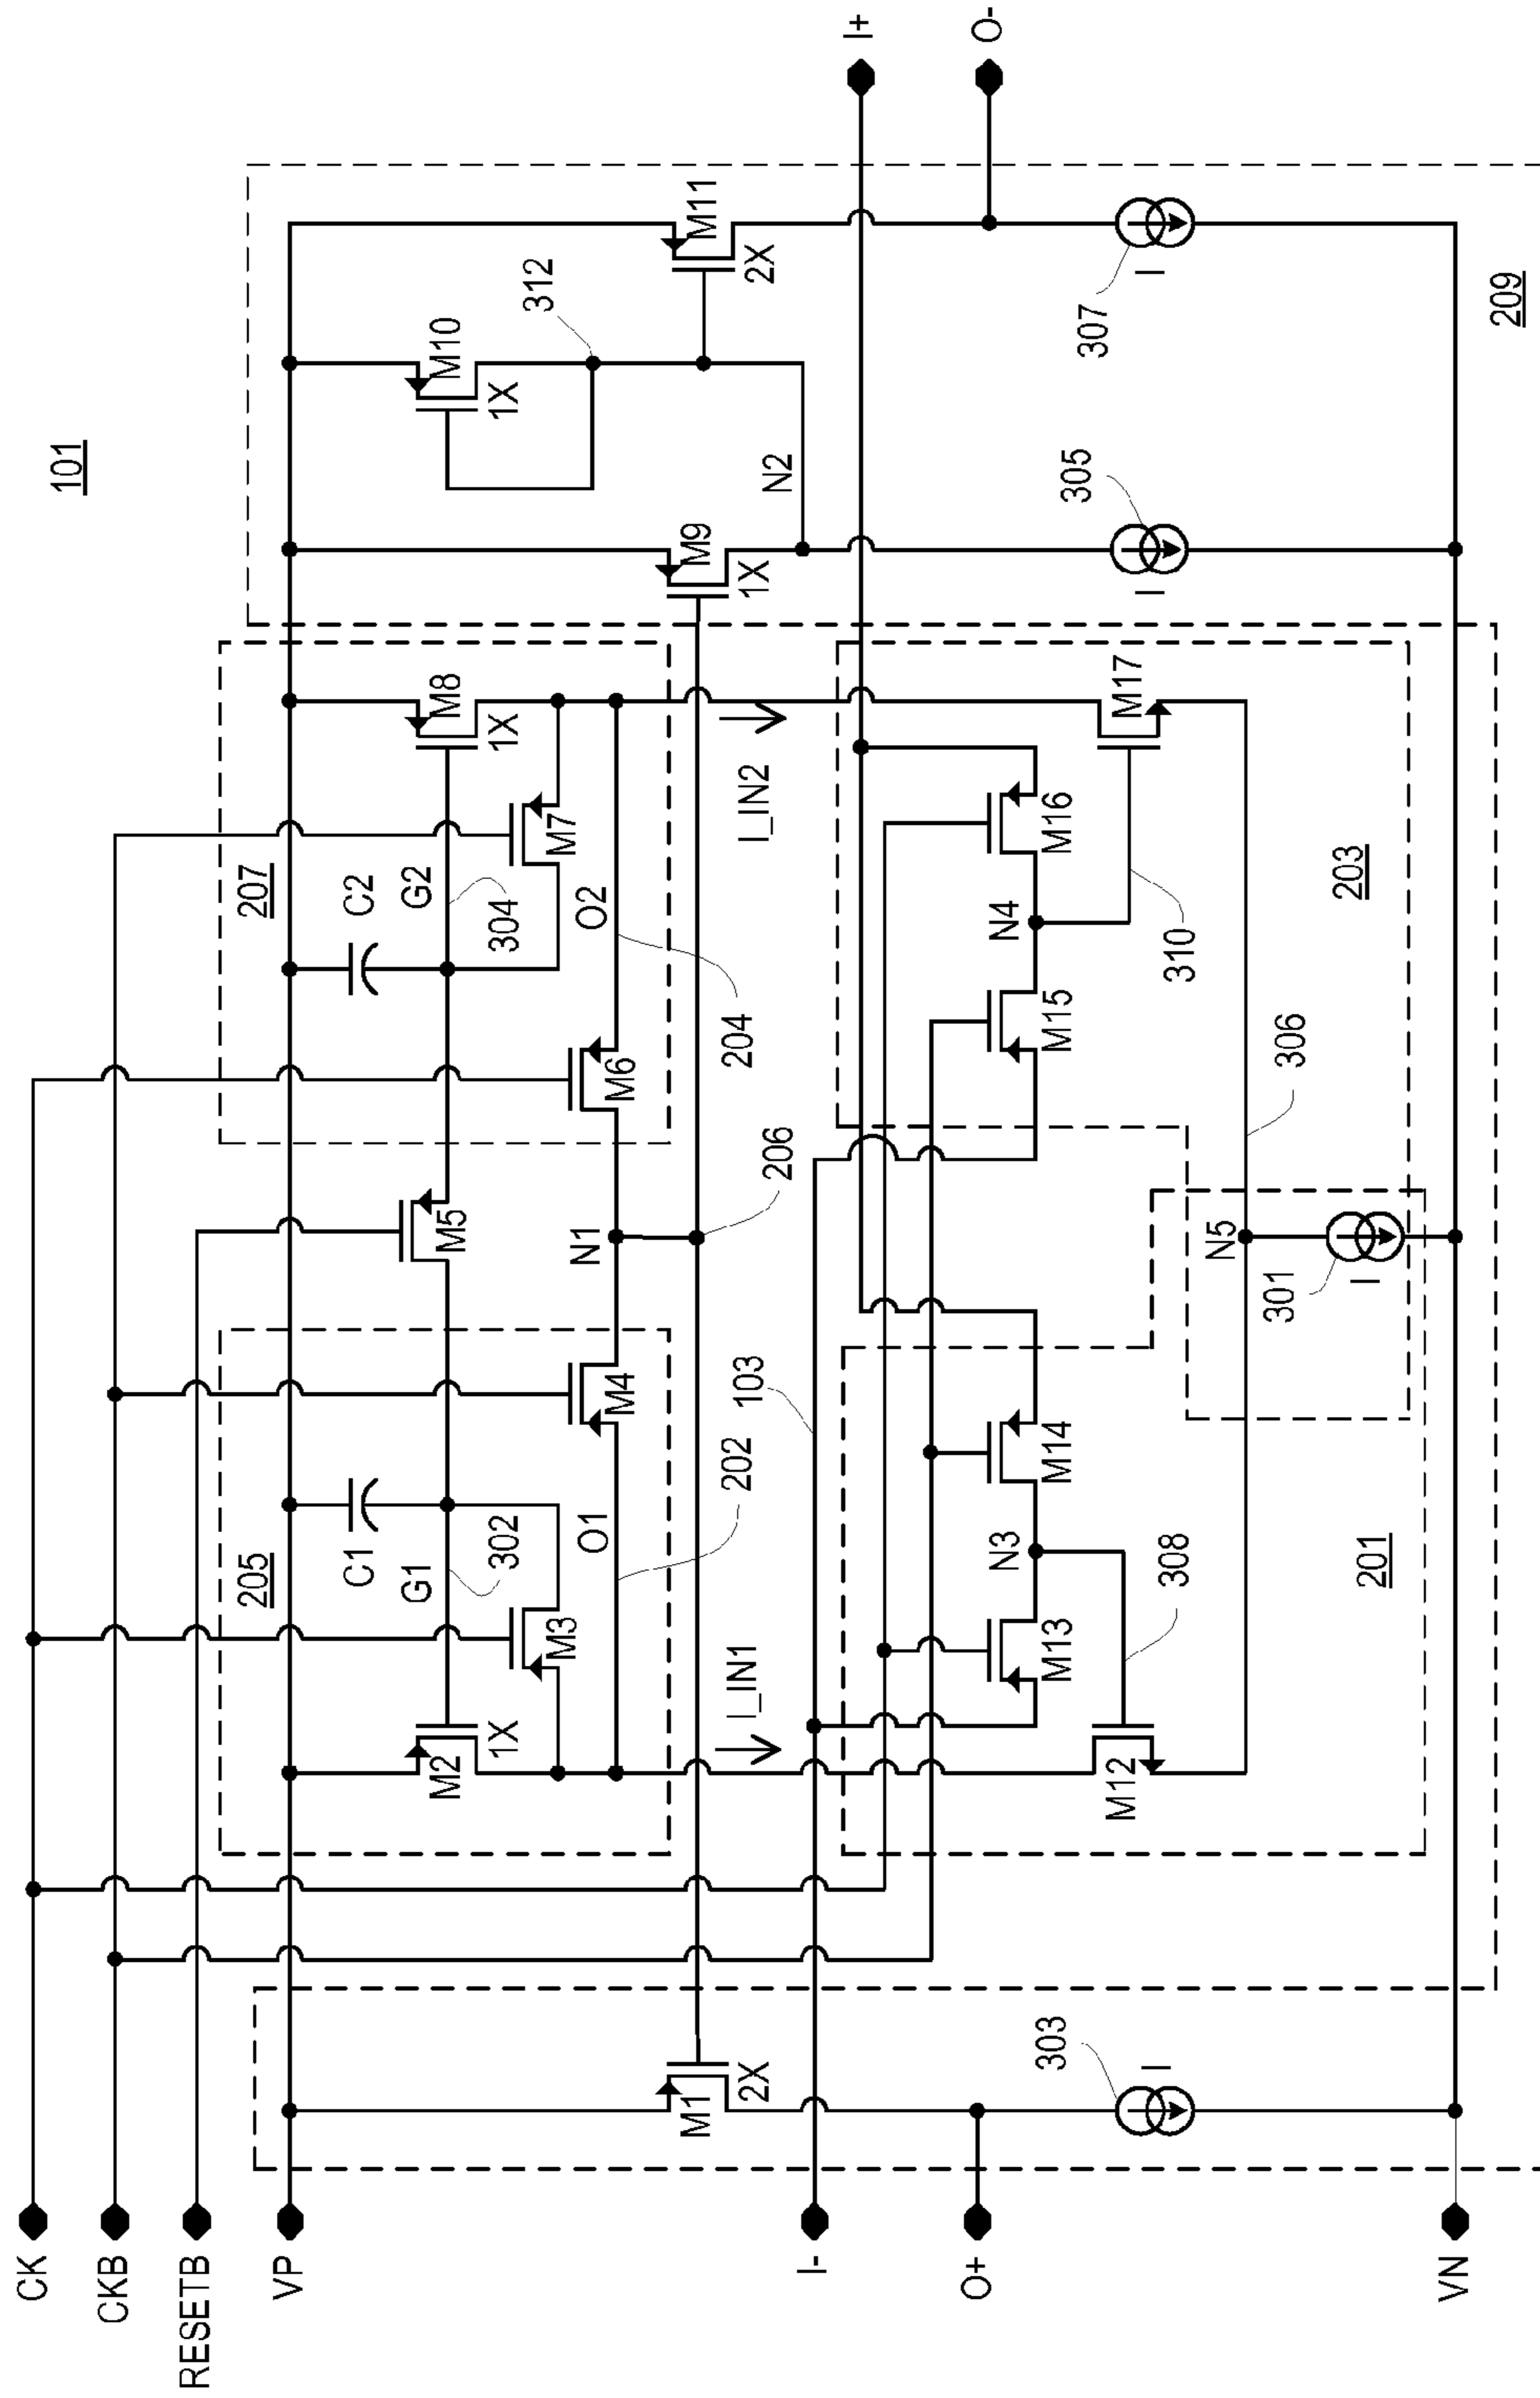 101
CK
CKB
RESETB
VP
I-
O+
VN
I+
O-
205
C1
G1
302
M2
1X
M3
O1
M4
202
M5
N1
206
207
C2
G2
304
M8
1X
M7
O2
M6
204
M10
1X
312
M11
2X
M9
1X
N2
M1
2X
I_IN1
I_IN2
103
M13
N3
M14
M12
308
201
M15
N4
M16
M17
310
203
N5
306
301
I
303
I
305
I
307
I
209